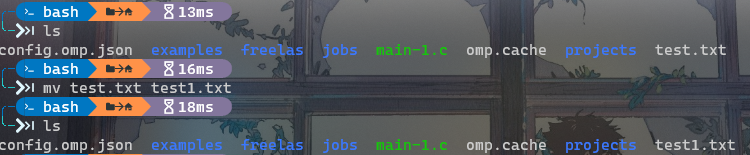 bash 13ms
ls
config.omp.json examples freelas jobs main-1.c omp.cache projects test.txt
bash 16ms
mv test.txt test1.txt
bash 18ms
ls
config.omp.json examples freelas jobs main-1.c omp.cache projects test1.txt